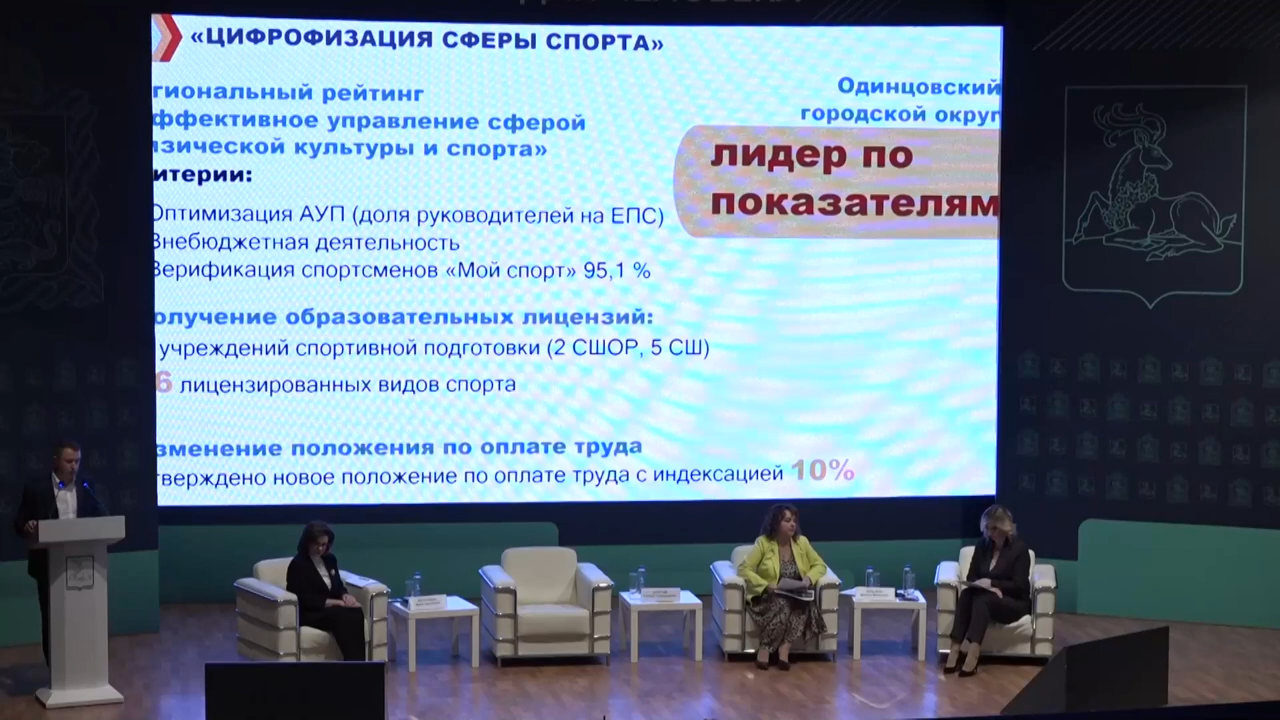 «ЦИФРОФИЗАЦИЯ СФЕРЫ СПОРТА»
гиональный рейтинг
ффективное управление сферой
изической культуры и спорта»
итерии:
Оптимизация АУП (доля руководителей на ЕПС)
Внебюджетная деятельность
Верификация спортсменов «Мой спорт» 95,1 %
олучение образовательных лицензий:
учреждений спортивной подготовки (2 СШОР, 5 СШ)
6 лицензированных видов спорта
зменение положения по оплате труда
тверждено новое положение по оплате труда с индексацией 10%
Одинцовский
городской округ
лидер по
показателям